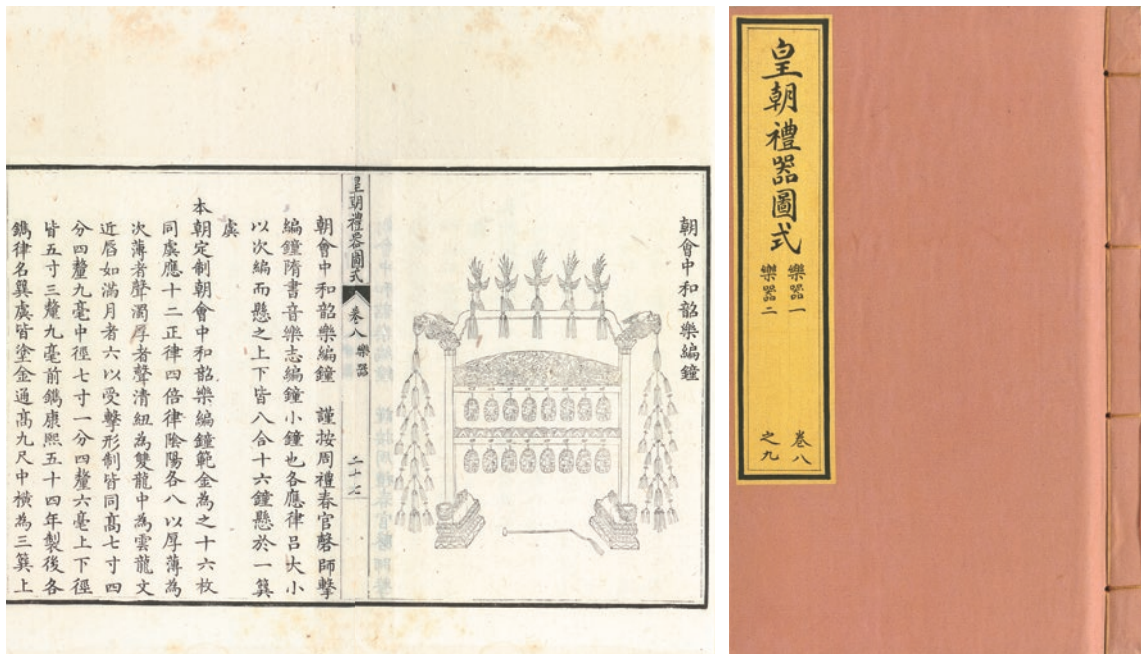 朝會中和韶樂編鐘
皇朝禮器圖式
卷八 樂器
二十七
朝會中和韶樂編鐘 謹按周禮春官磬師擊
編鐘隋書音樂志編鐘小鐘也各應律吕大小
以次編而懸之上下皆八合十六鐘懸於一簨
虡
本朝定制朝會中和韶樂編鐘範金為之十六枚
同虡應十二正律四倍律陰陽各八以厚薄為
次薄者聲濁厚者聲清紐為雙龍中為雲龍文
近唇如滿月者六以受擊形制皆同高七寸四
分四釐九毫中徑七寸一分四釐六毫上下徑
皆五寸三釐九毫前鐫康熙五十四年製後各
鐫律名簨虡皆塗金通高九尺中橫為三簨上
皇朝禮器圖式
樂器一
樂器二
卷八
之九